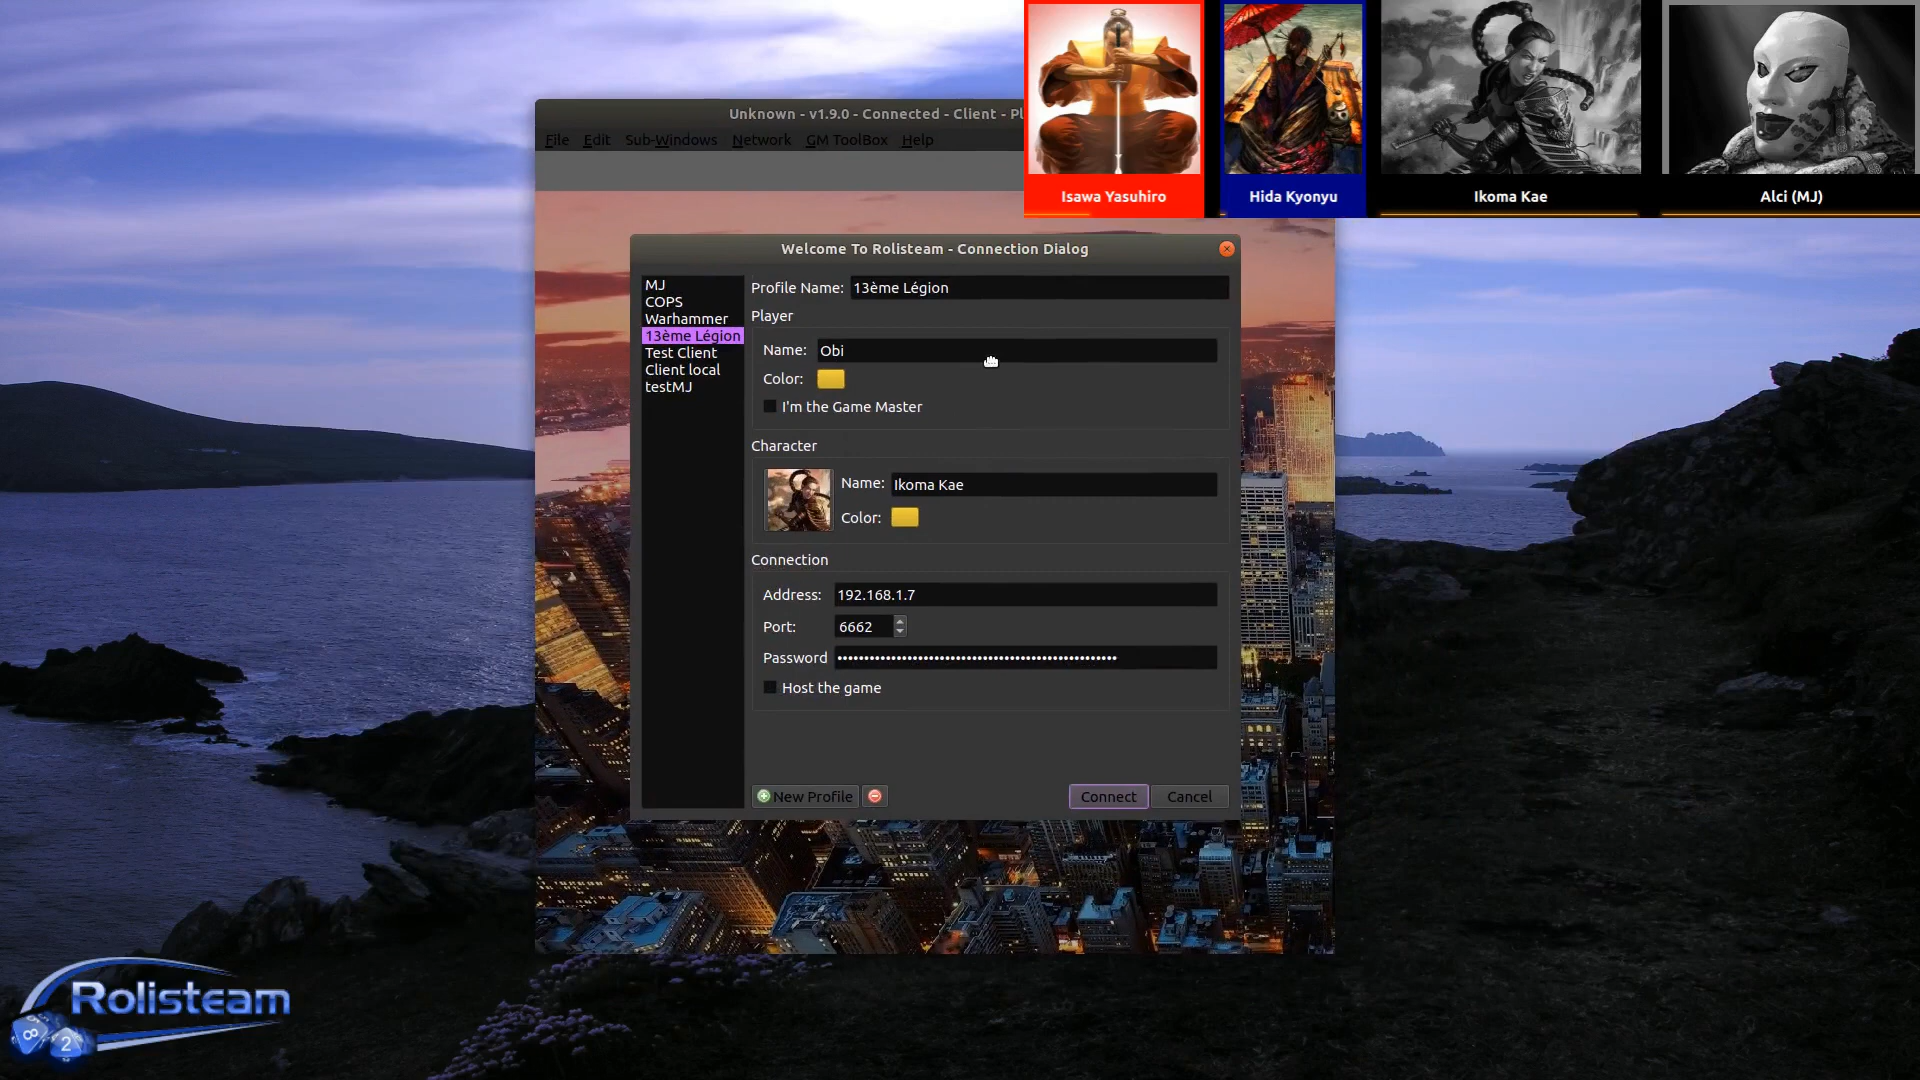 Unknown - v1.9.0 - Connected - Client - Pl
File Edit Sub-Windows Network GM ToolBox Help
Isawa Yasuhiro
Hida Kyonyu
Ikoma Kae
Alci (MJ)
Welcome To Rolisteam - Connection Dialog
MJ
COPS
Warhammer
13ème Légion
Test Client
Client local
testMJ
Profile Name: 13ème Légion
Player
Name: Obi
Color:
I'm the Game Master
Character
Name: Ikoma Kae
Color:
Connection
Address: 192.168.1.7
Port: 6662
Password ••••••••••••••••••••••••••••••••••••••••••••••••••••
Host the game
New Profile
Connect Cancel
Rolisteam
8
2